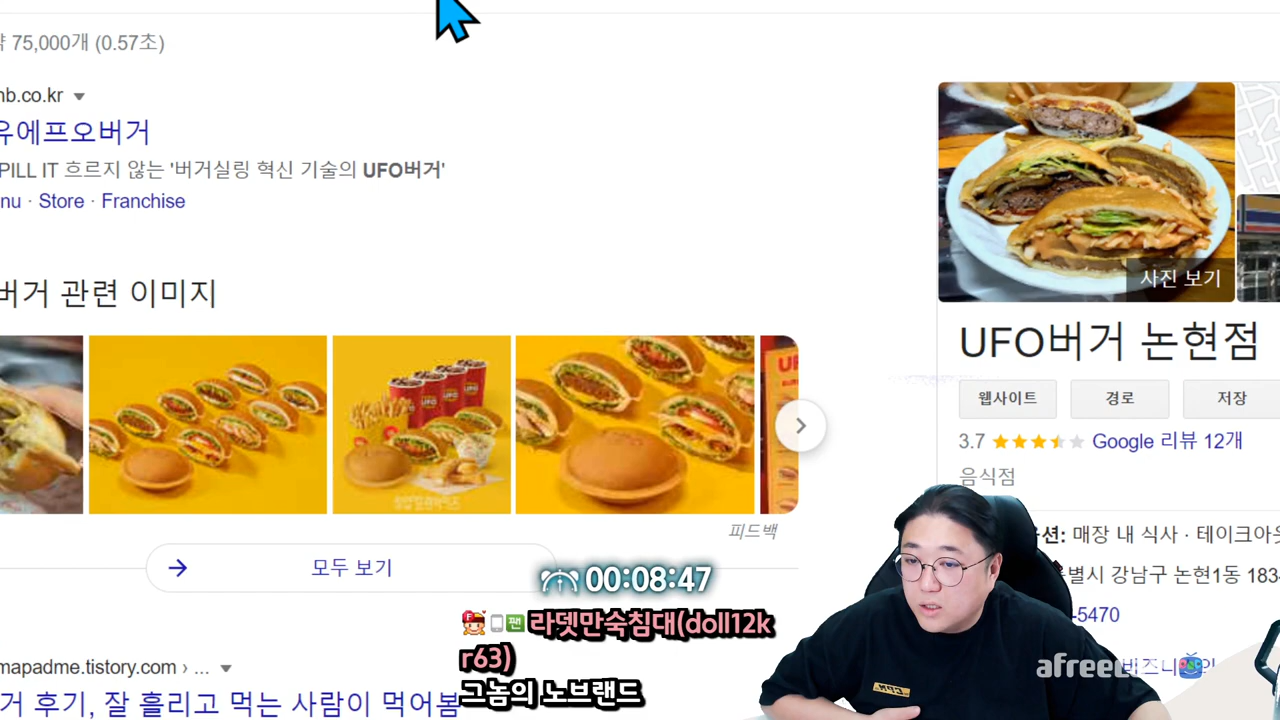 약 75,000개 (0.57초)
nb.co.kr
유에프오버거
PILL IT 흐르지 않는 '버거실링 혁신 기술의 UFO버거'
nu · Store · Franchise
버거 관련 이미지
피드백
모두 보기
mapadme.tistory.com › ...
거 후기, 잘 흘리고 먹는 사람이 먹어봄
사진 보기
UFO버거 논현점
웹사이트
경로
저장
3.7
Google 리뷰 12개
음식점
옵션: 매장 내 식사 · 테이크아웃
별시 강남구 논현1동 183-
-5470
00:08:47
팬 라뎃만숙침대(doll12k
r63)
그놈의 노브랜드